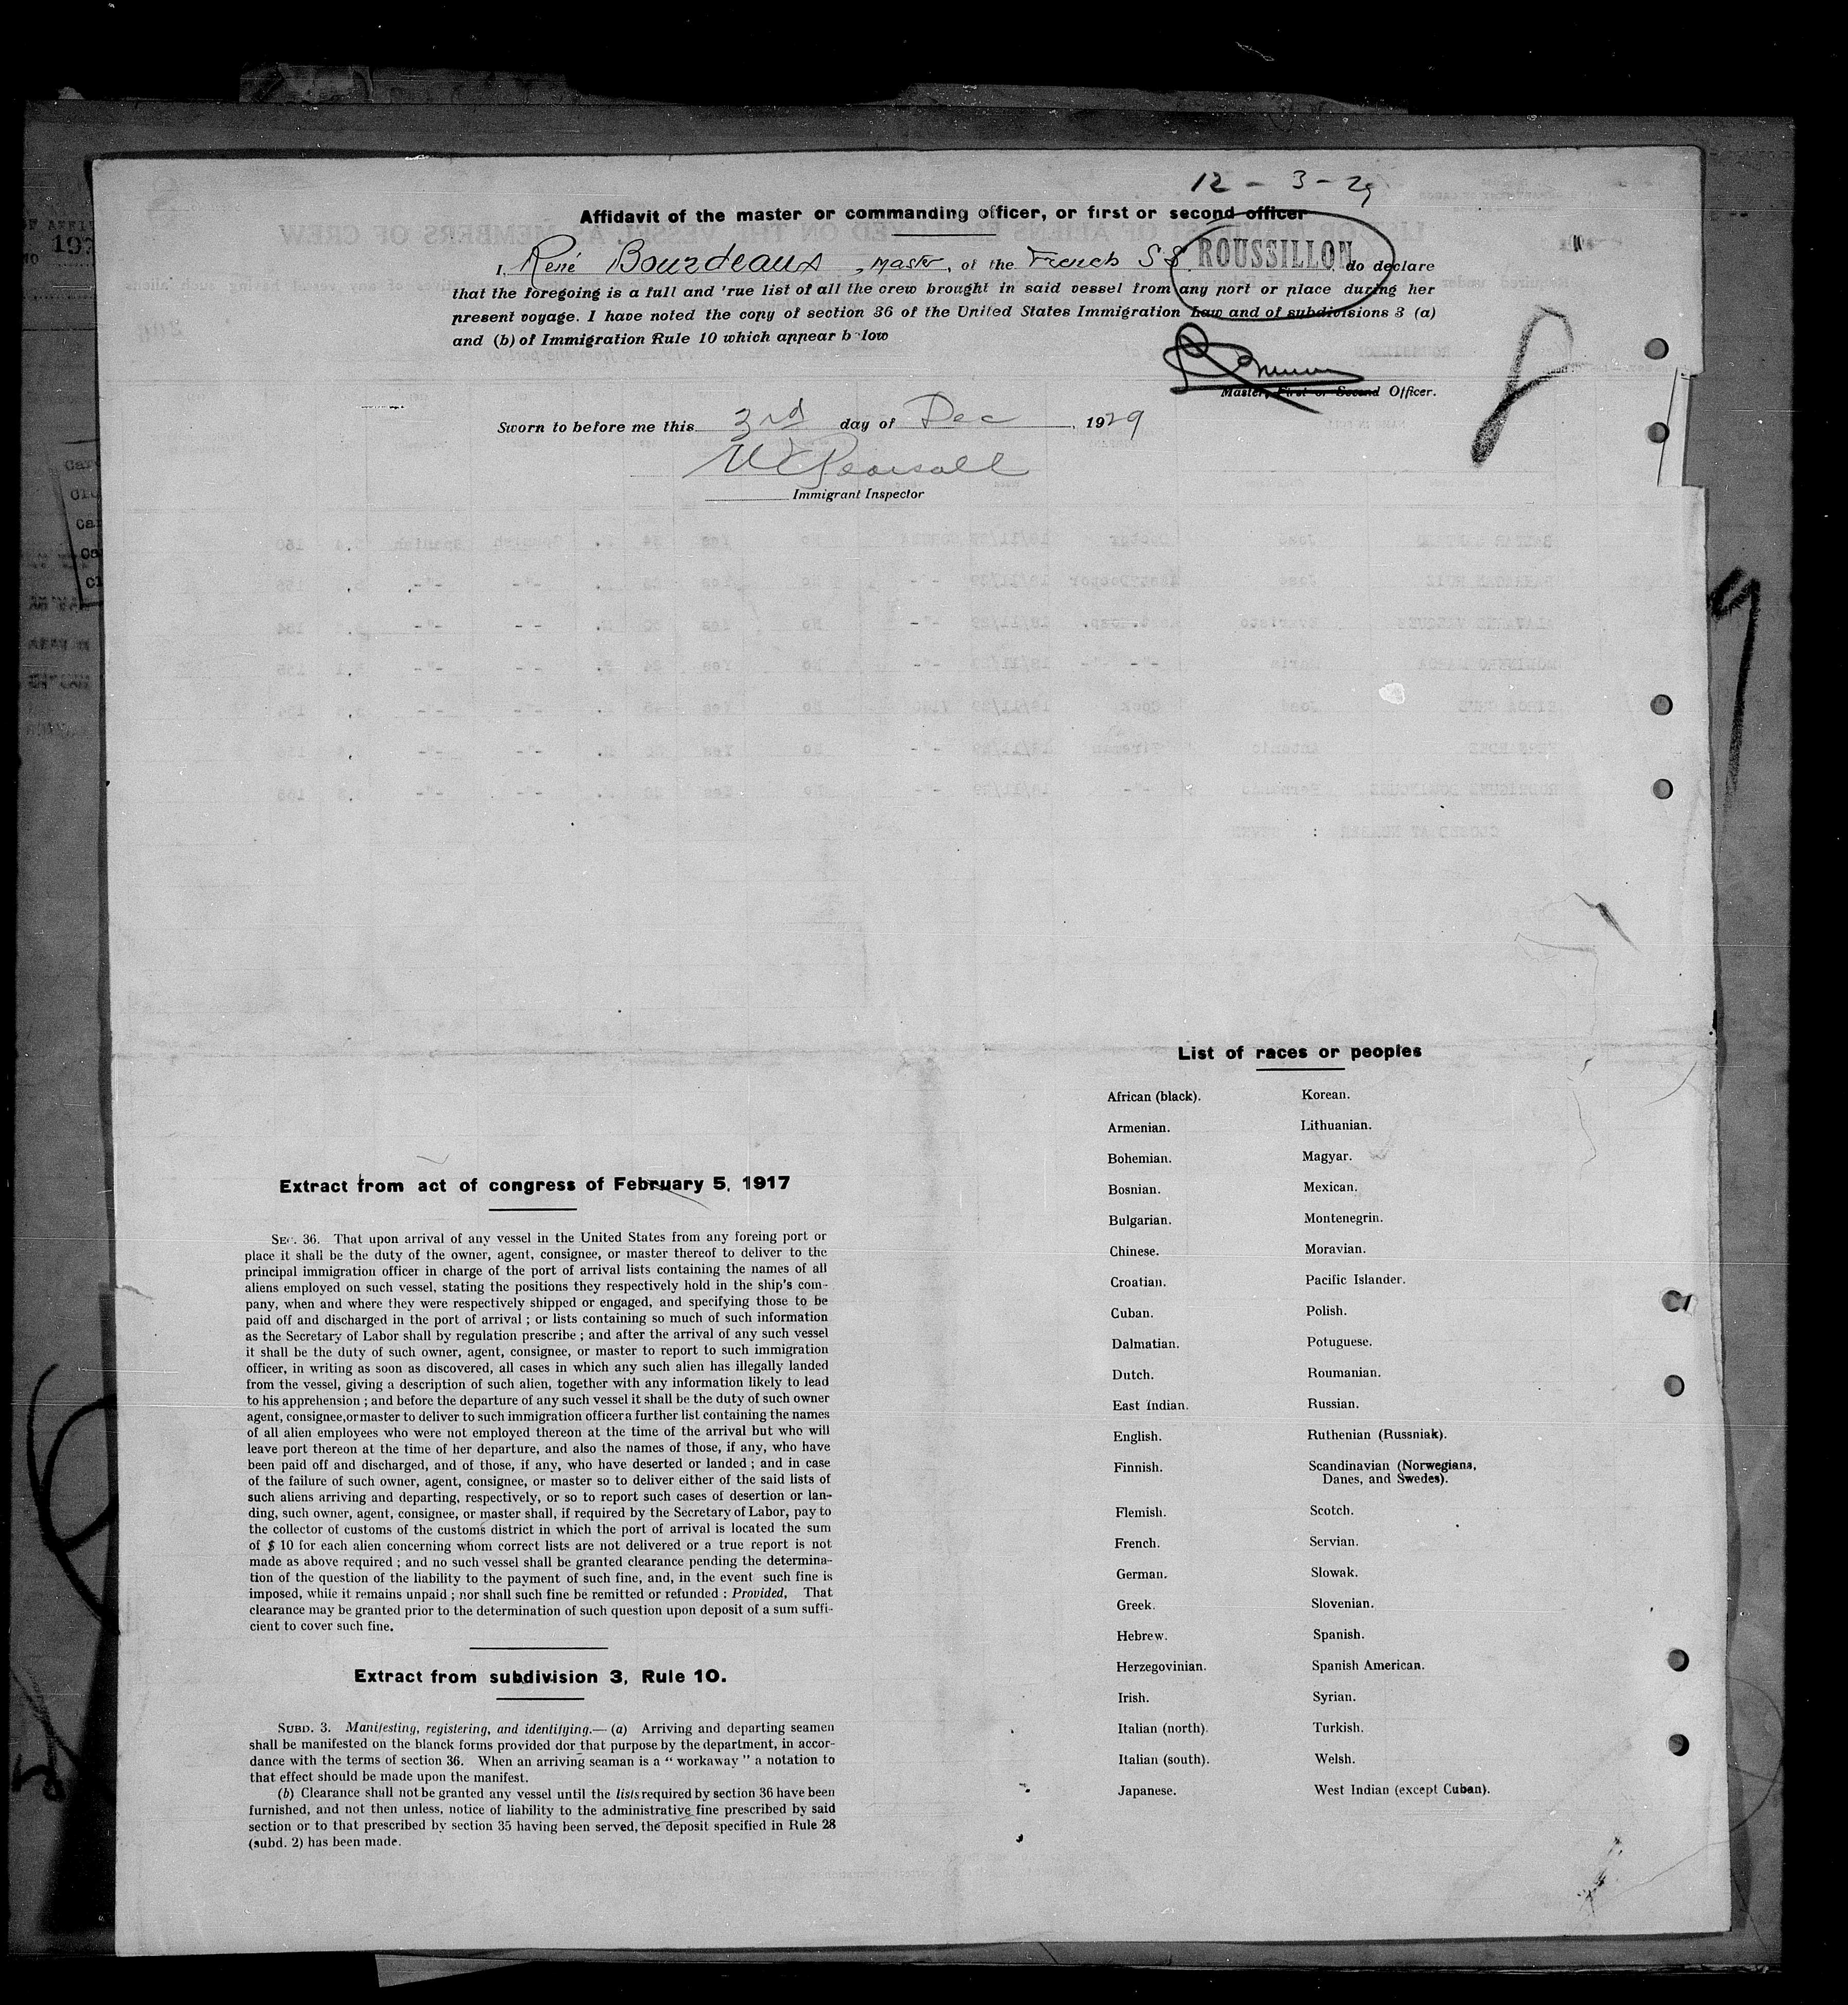 12 - 3 - 29
Affidavit of the master or commanding officer, or first or second officer
I, René Bourdeaux, Master, of the French S S. ROUSSILLON do declare
that the foregoing is a full and 'rue list of all the crew brought in said vessel from any port or place during her
present voyage. I have noted the copy of section 36 of the United States Immigration Law and of subdivisions 3 (a)
and (b) of Immigration Rule 10 which appear b low
Master, First or Second Officer.
Sworn to before me this 3rd day of Dec, 1929
Immigrant Inspector
Extract from act of congress of February 5, 1917
SEC. 36. That upon arrival of any vessel in the United States from any foreing port or
place it shall be the duty of the owner, agent, consignee, or master thereof to deliver to the
principal immigration officer in charge of the port of arrival lists containing the names of all
aliens employed on such vessel, stating the positions they respectively hold in the ship's com-
pany, when and where they were respectively shipped or engaged, and specifying those to be
paid off and discharged in the port of arrival ; or lists containing so much of such information
as the Secretary of Labor shall by regulation prescribe ; and after the arrival of any such vessel
it shall be the duty of such owner, agent, consignee, or master to report to such immigration
officer, in writing as soon as discovered, all cases in which any such alien has illegally landed
from the vessel, giving a description of such alien, together with any information likely to lead
to his apprehension ; and before the departure of any such vessel it shall be the duty of such owner
agent, consignee,or master to deliver to such immigration officer a further list containing the names
of all alien employees who were not employed thereon at the time of the arrival but who will
leave port thereon at the time of her departure, and also the names of those, if any, who have
been paid off and discharged, and of those, if any, who have deserted or landed ; and in case
of the failure of such owner, agent, consignee, or master so to deliver either of the said lists of
such aliens arriving and departing, respectively, or so to report such cases of desertion or lan-
ding, such owner, agent, consignee, or master shall, if required by the Secretary of Labor, pay to
the collector of customs of the customs district in which the port of arrival is located the sum
of $ 10 for each alien concerning whom correct lists are not delivered or a true report is not
made as above required ; and no such vessel shall be granted clearance pending the determina-
tion of the question of the liability to the payment of such fine, and, in the event such fine is
imposed, while it remains unpaid ; nor shall such fine be remitted or refunded : Provided, That
clearance may be granted prior to the determination of such question upon deposit of a sum suffi-
cient to cover such fine.
Extract from subdivision 3, Rule 10.
SUBD. 3. Manifesting, registering, and identifying.— (a) Arriving and departing seamen
shall be manifested on the blanck forms provided dor that purpose by the department, in accor-
dance with the terms of section 36. When an arriving seaman is a “ workaway ” a notation to
that effect should be made upon the manifest.
(b) Clearance shall not be granted any vessel until the lists required by section 36 have been
furnished, and not then unless, notice of liability to the administrative fine prescribed by said
section or to that prescribed by section 35 having been served, the deposit specified in Rule 28
(subd. 2) has been made.
List of races or peoples
African (black). Korean.
Armenian. Lithuanian.
Bohemian. Magyar.
Bosnian. Mexican.
Bulgarian. Montenegrin.
Chinese. Moravian.
Croatian. Pacific Islander.
Cuban. Polish.
Dalmatian. Potuguese.
Dutch. Roumanian.
East Indian. Russian.
English. Ruthenian (Russniak).
Finnish. Scandinavian (Norwegians,
Danes, and Swedes).
Flemish. Scotch.
French. Servian.
German. Slowak.
Greek. Slovenian.
Hebrew. Spanish.
Herzegovinian. Spanish American.
Irish. Syrian.
Italian (north). Turkish.
Italian (south). Welsh.
Japanese. West Indian (except Cuban).